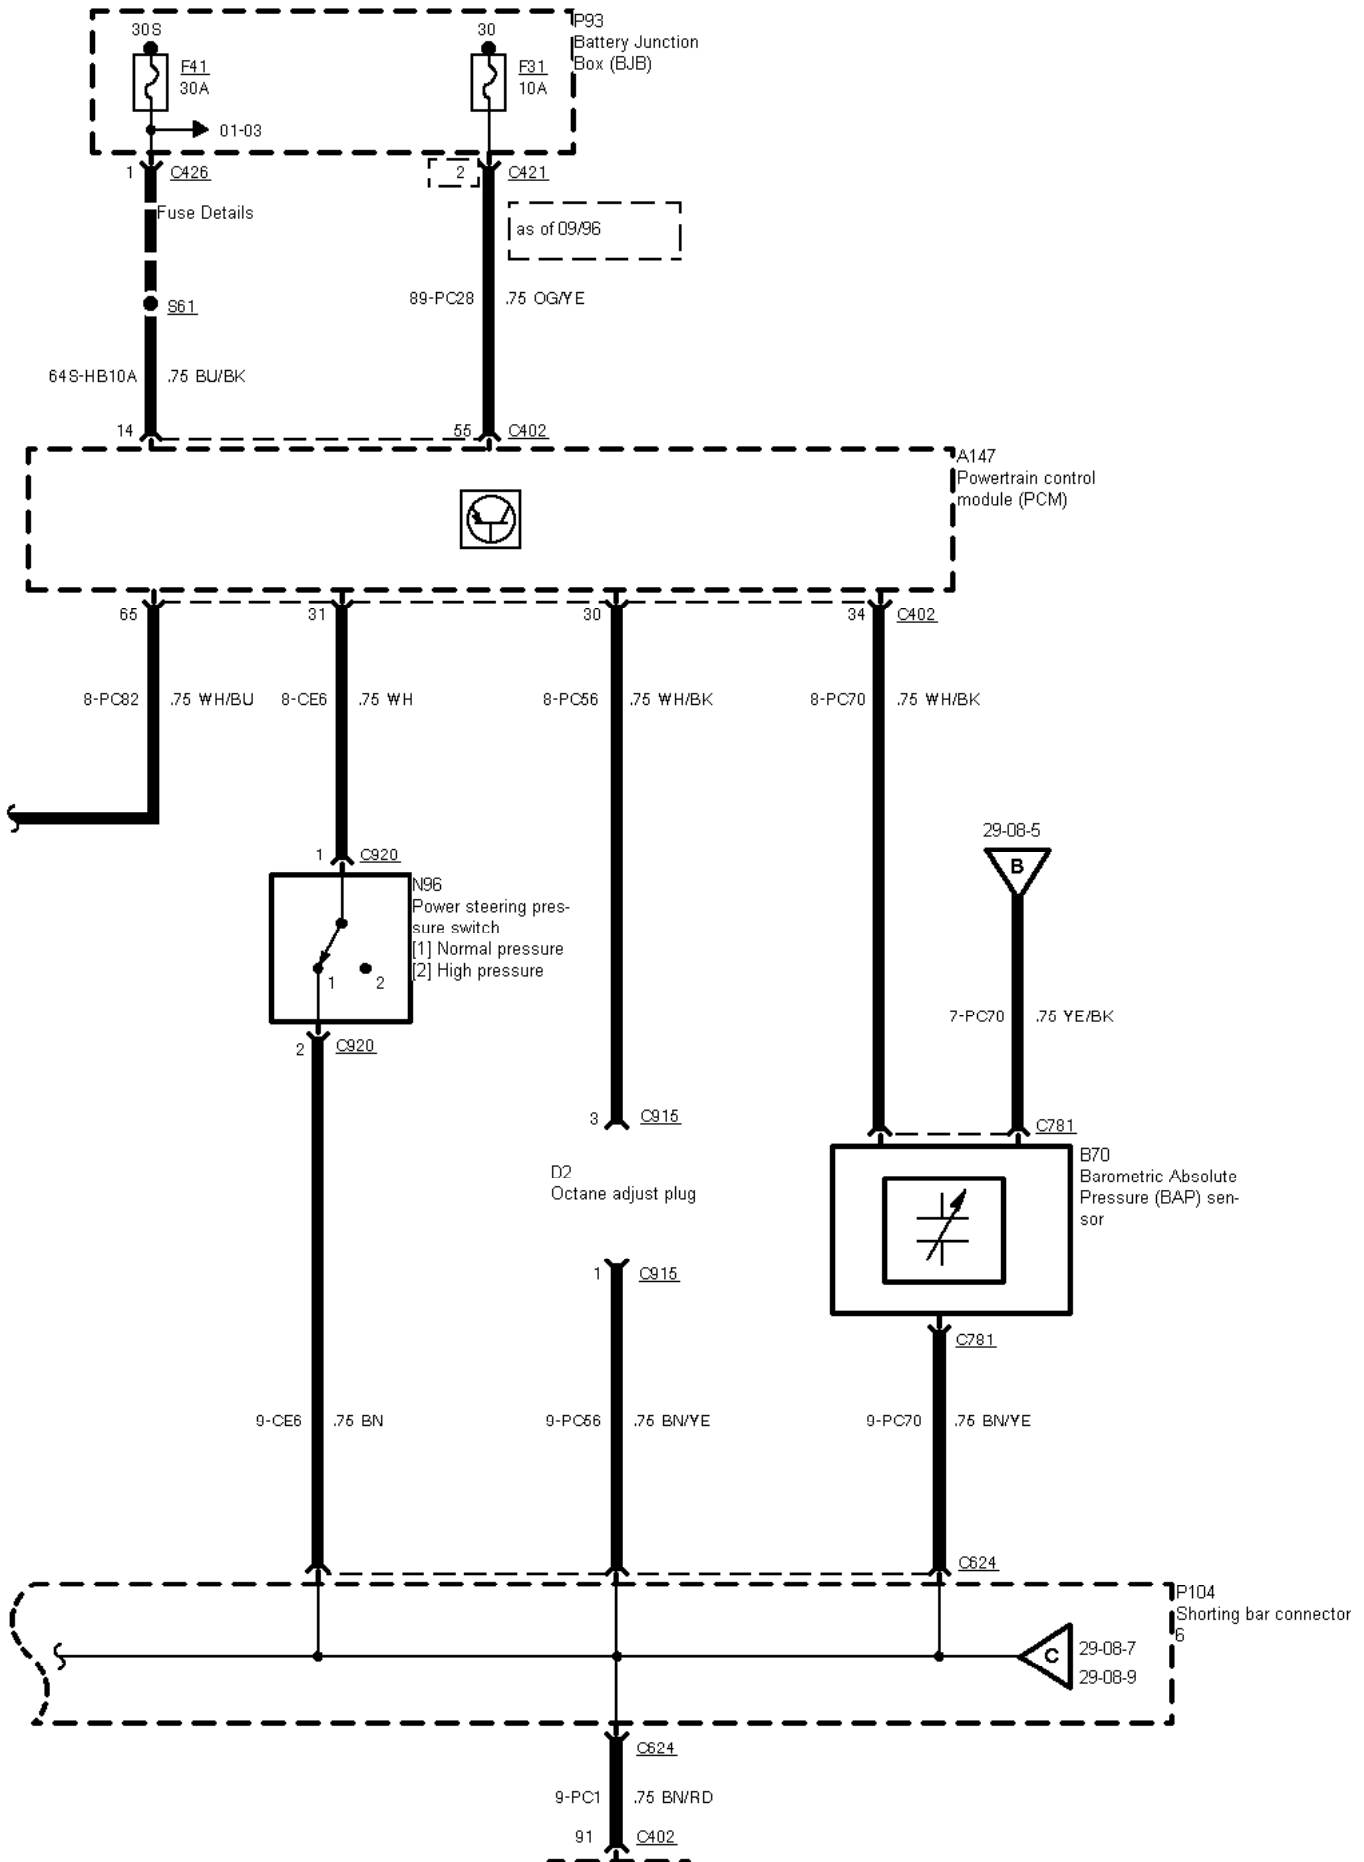 30S
30
P93
Battery Junction
Box (BJB)
F41
30A
F31
10A
01-03
1
C426
2
C421
Fuse Details
as of 09/96
89-PC28
.75 OG/YE
S61
64S-HB10A
.75 BU/BK
14
55
C402
A147
Powertrain control
module (PCM)
65
31
30
34
C402
8-PC82
.75 WH/BU
8-CE6
.75 WH
8-PC56
.75 WH/BK
8-PC70
.75 WH/BK
29-08-5
B
1
C920
N96
Power steering pres-
sure switch
[1] Normal pressure
[2] High pressure
1
2
7-PC70
.75 YE/BK
2
C920
3
C915
C781
D2
Octane adjust plug
B70
Barometric Absolute
Pressure (BAP) sen-
sor
1
C915
C781
9-CE6
.75 BN
9-PC56
.75 BN/YE
9-PC70
.75 BN/YE
C624
P104
Shorting bar connector
6
C
29-08-7
29-08-9
C624
9-PC1
.75 BN/RD
91
C402